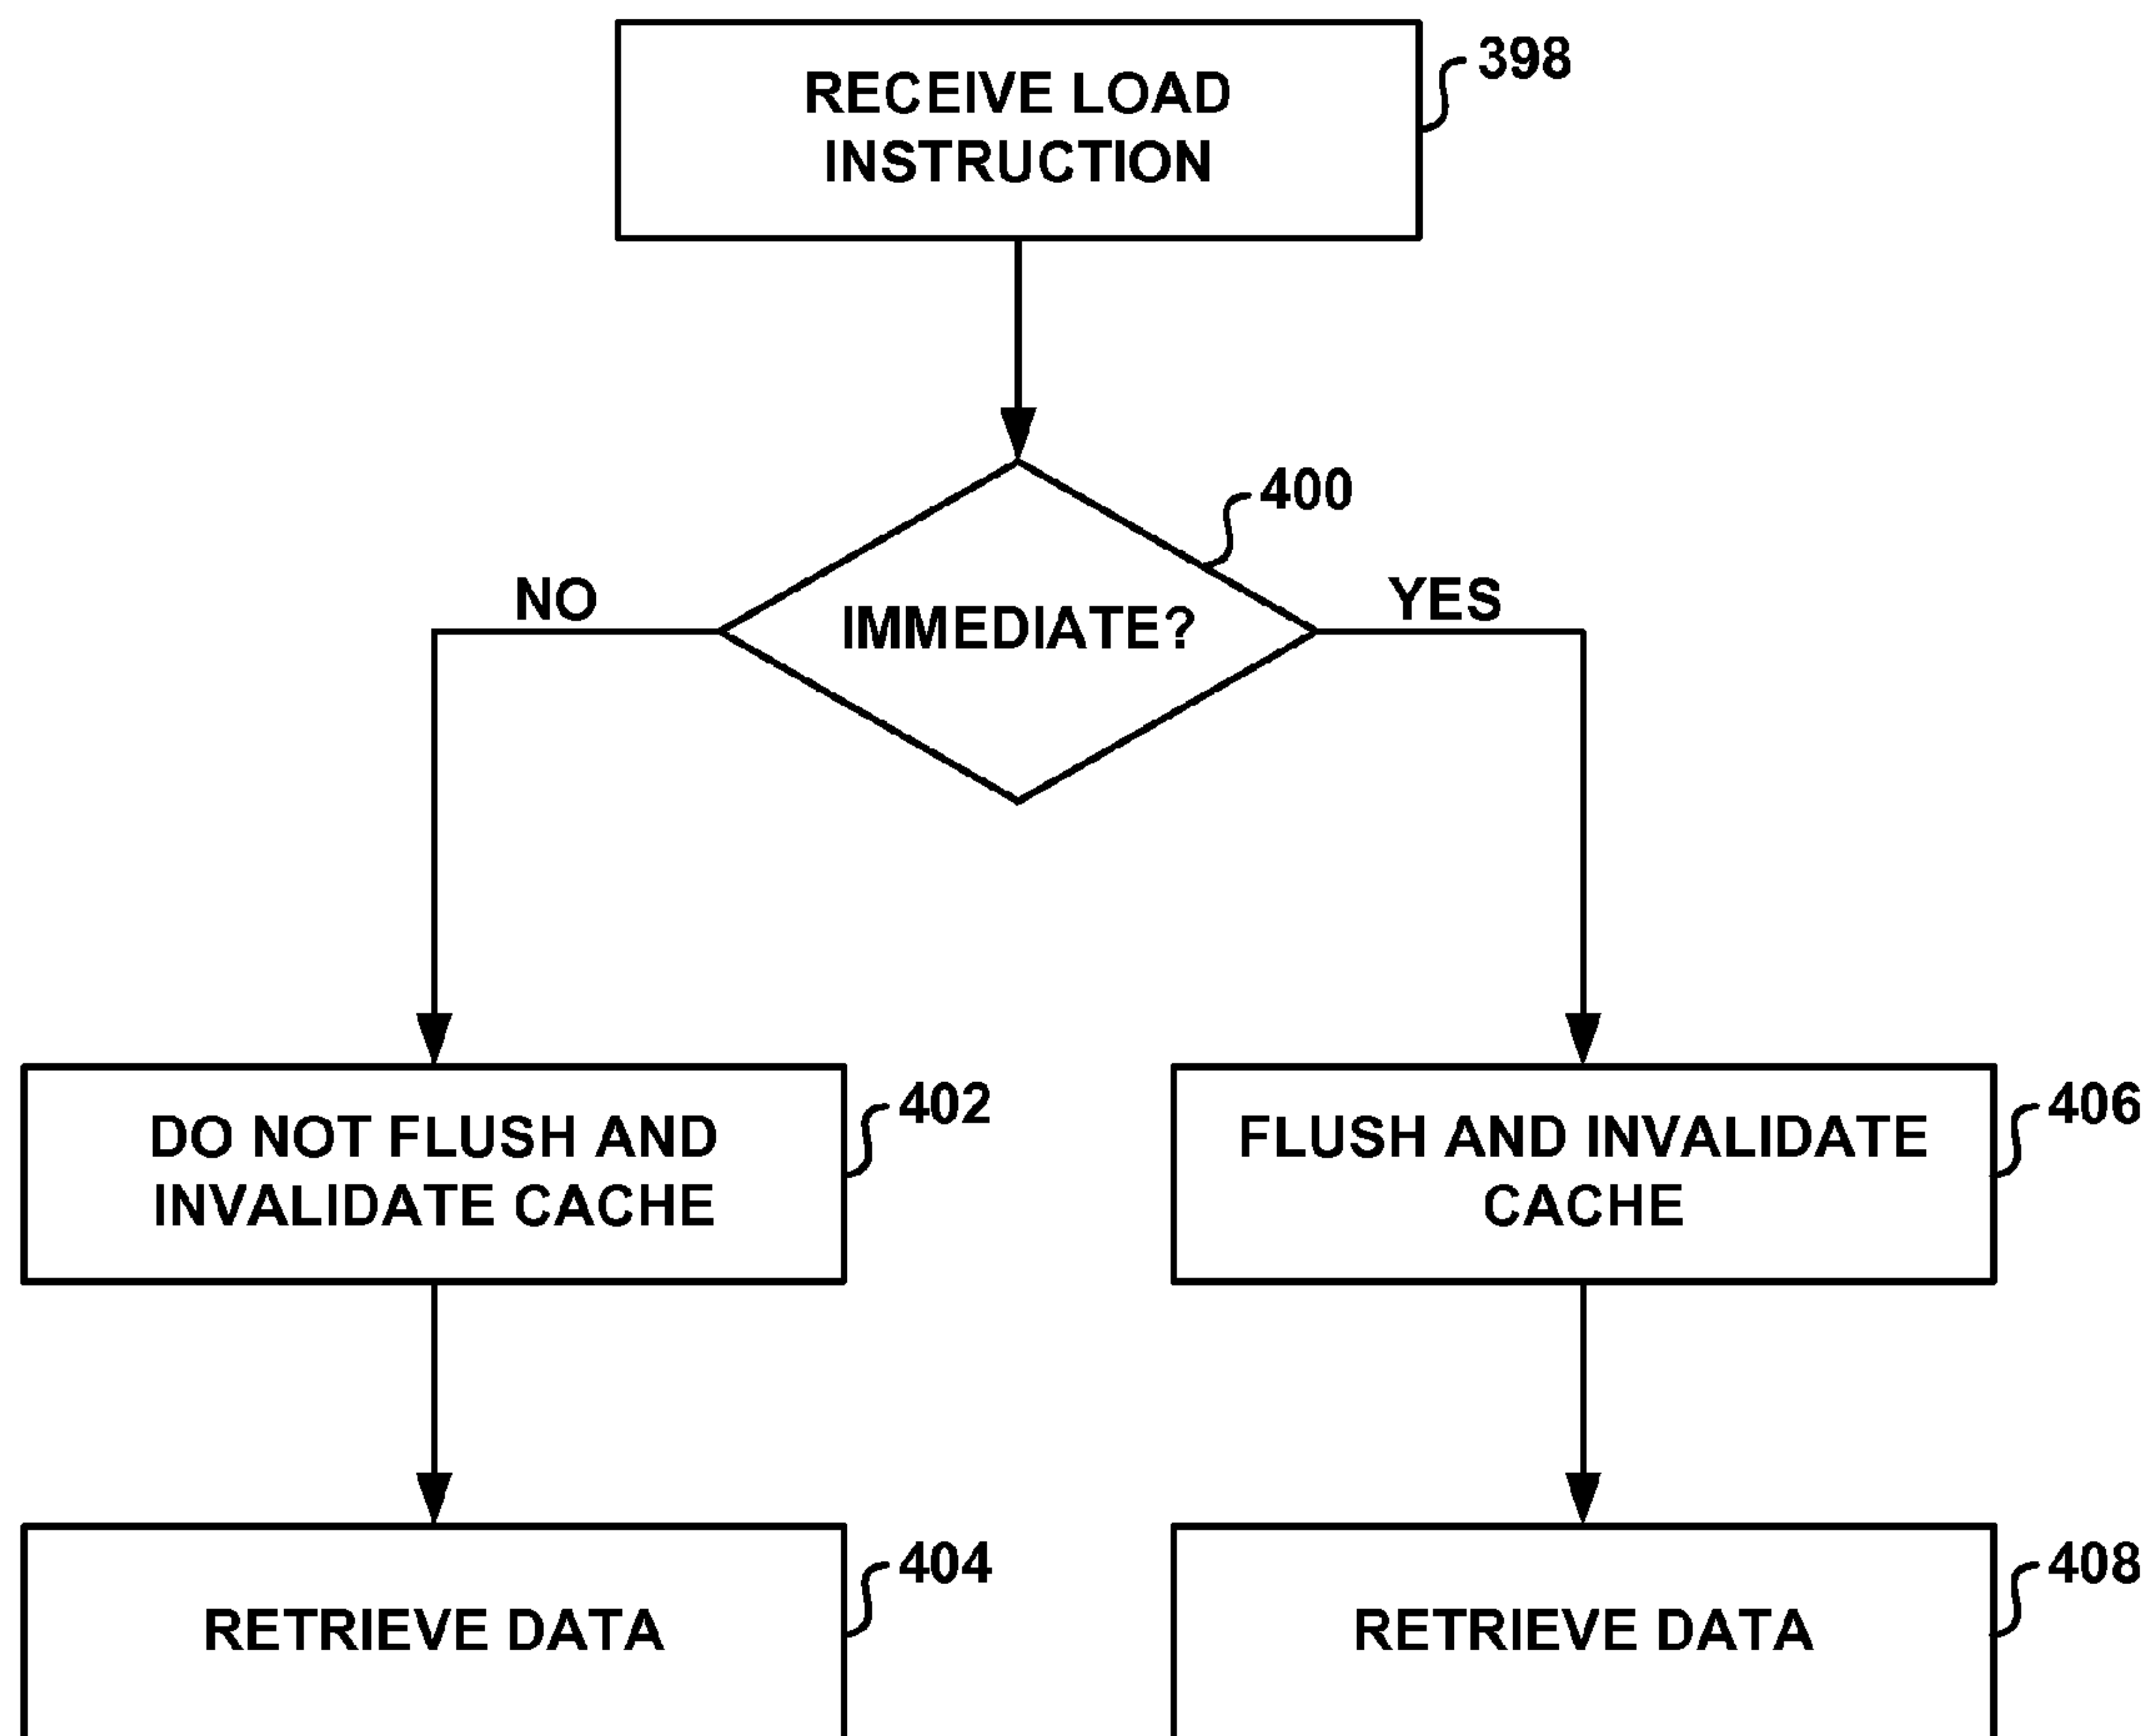 RECEIVE LOAD
INSTRUCTION
398
400
IMMEDIATE?
NO
YES
DO NOT FLUSH AND
INVALIDATE CACHE
402
FLUSH AND INVALIDATE
CACHE
406
RETRIEVE DATA
404
RETRIEVE DATA
408